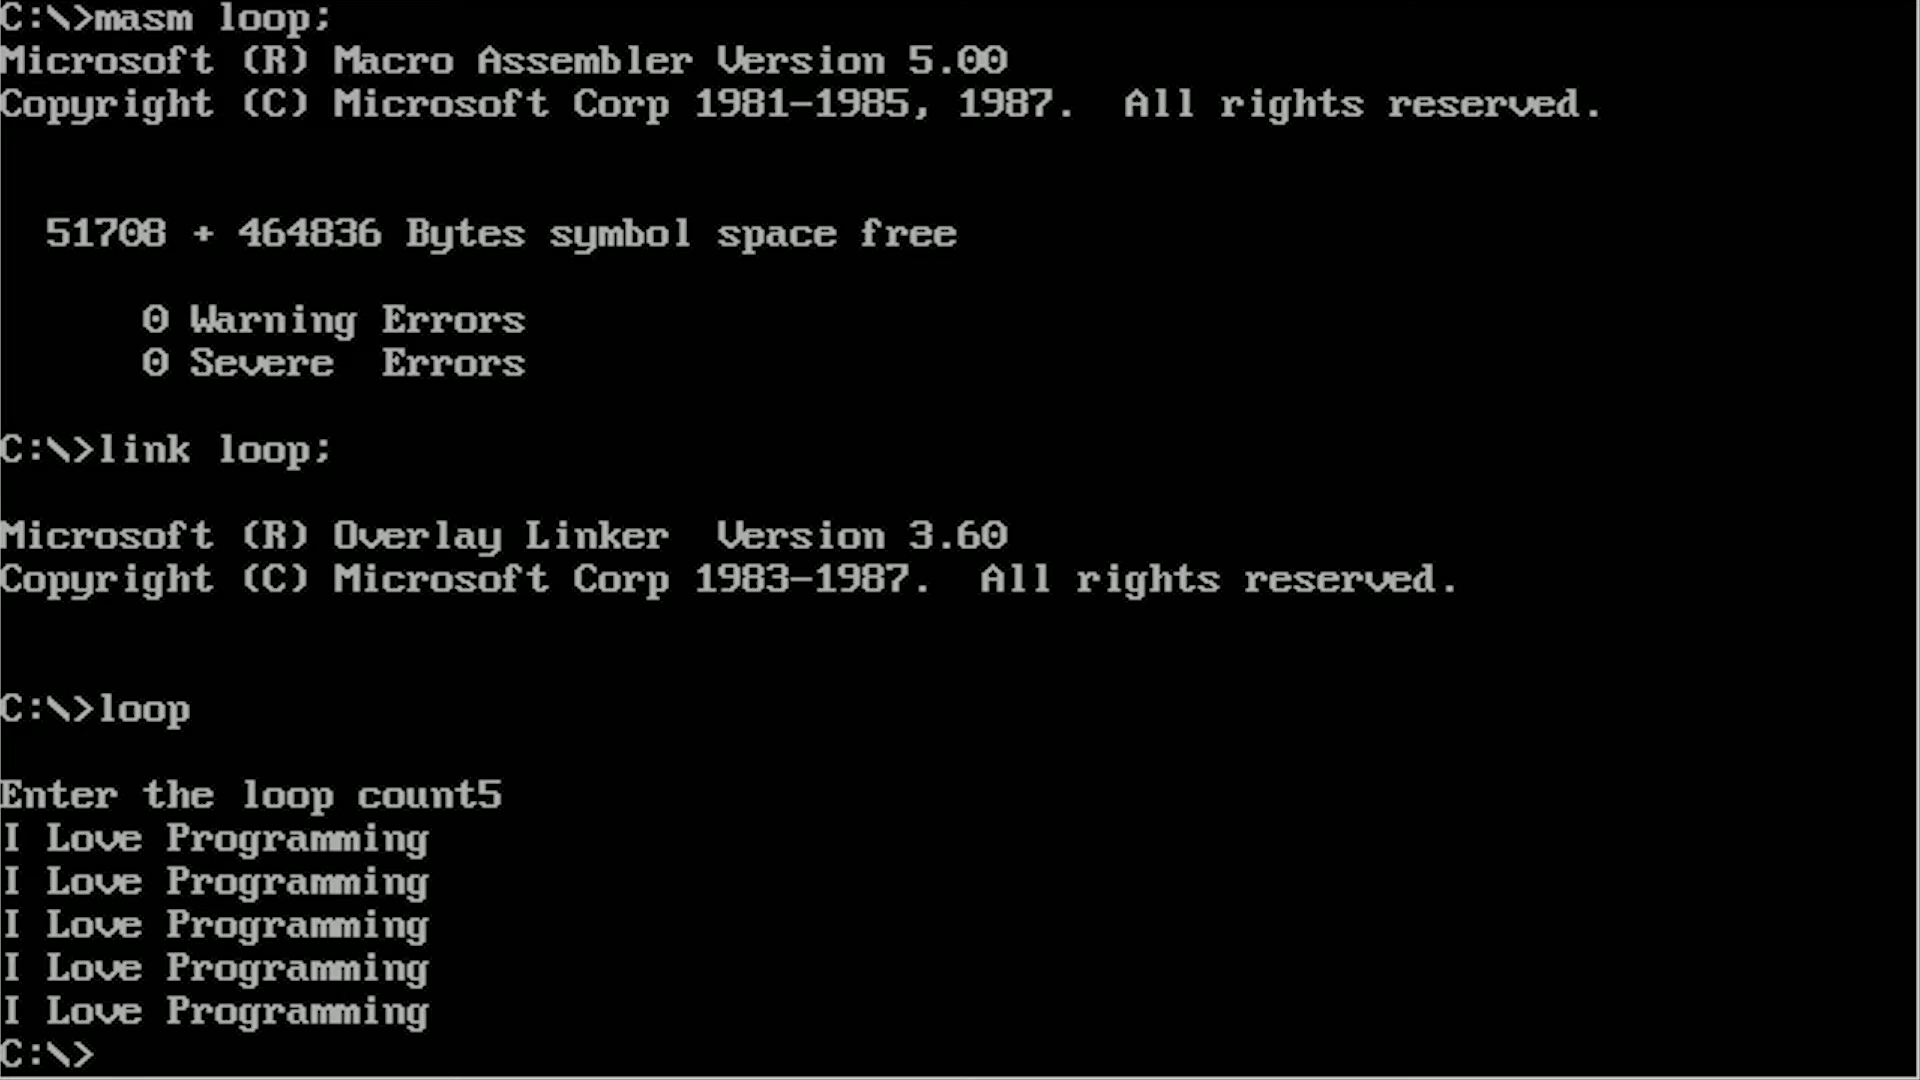 C:\>masm loop;
Microsoft (R) Macro Assembler Version 5.00
Copyright (C) Microsoft Corp 1981-1985, 1987.  All rights reserved.
51708 + 464836 Bytes symbol space free
0 Warning Errors
0 Severe  Errors
C:\>link loop;
Microsoft (R) Overlay Linker  Version 3.60
Copyright (C) Microsoft Corp 1983-1987.  All rights reserved.
C:\>loop
Enter the loop count5
I Love Programming
I Love Programming
I Love Programming
I Love Programming
I Love Programming
C:\>